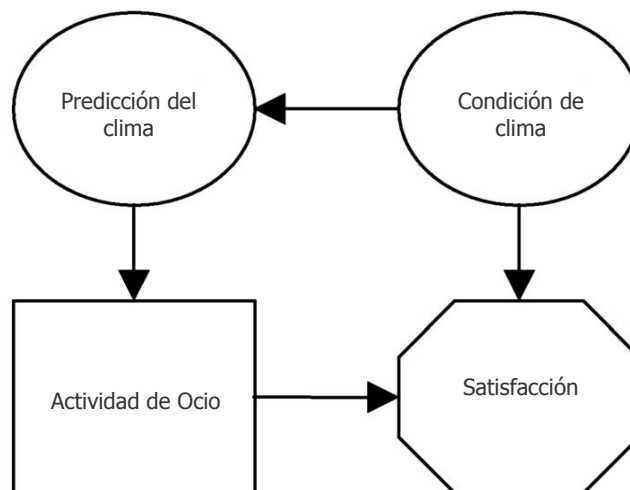 Predicción del
clima
Condición de
clima
Actividad de Ocio
Satisfacción